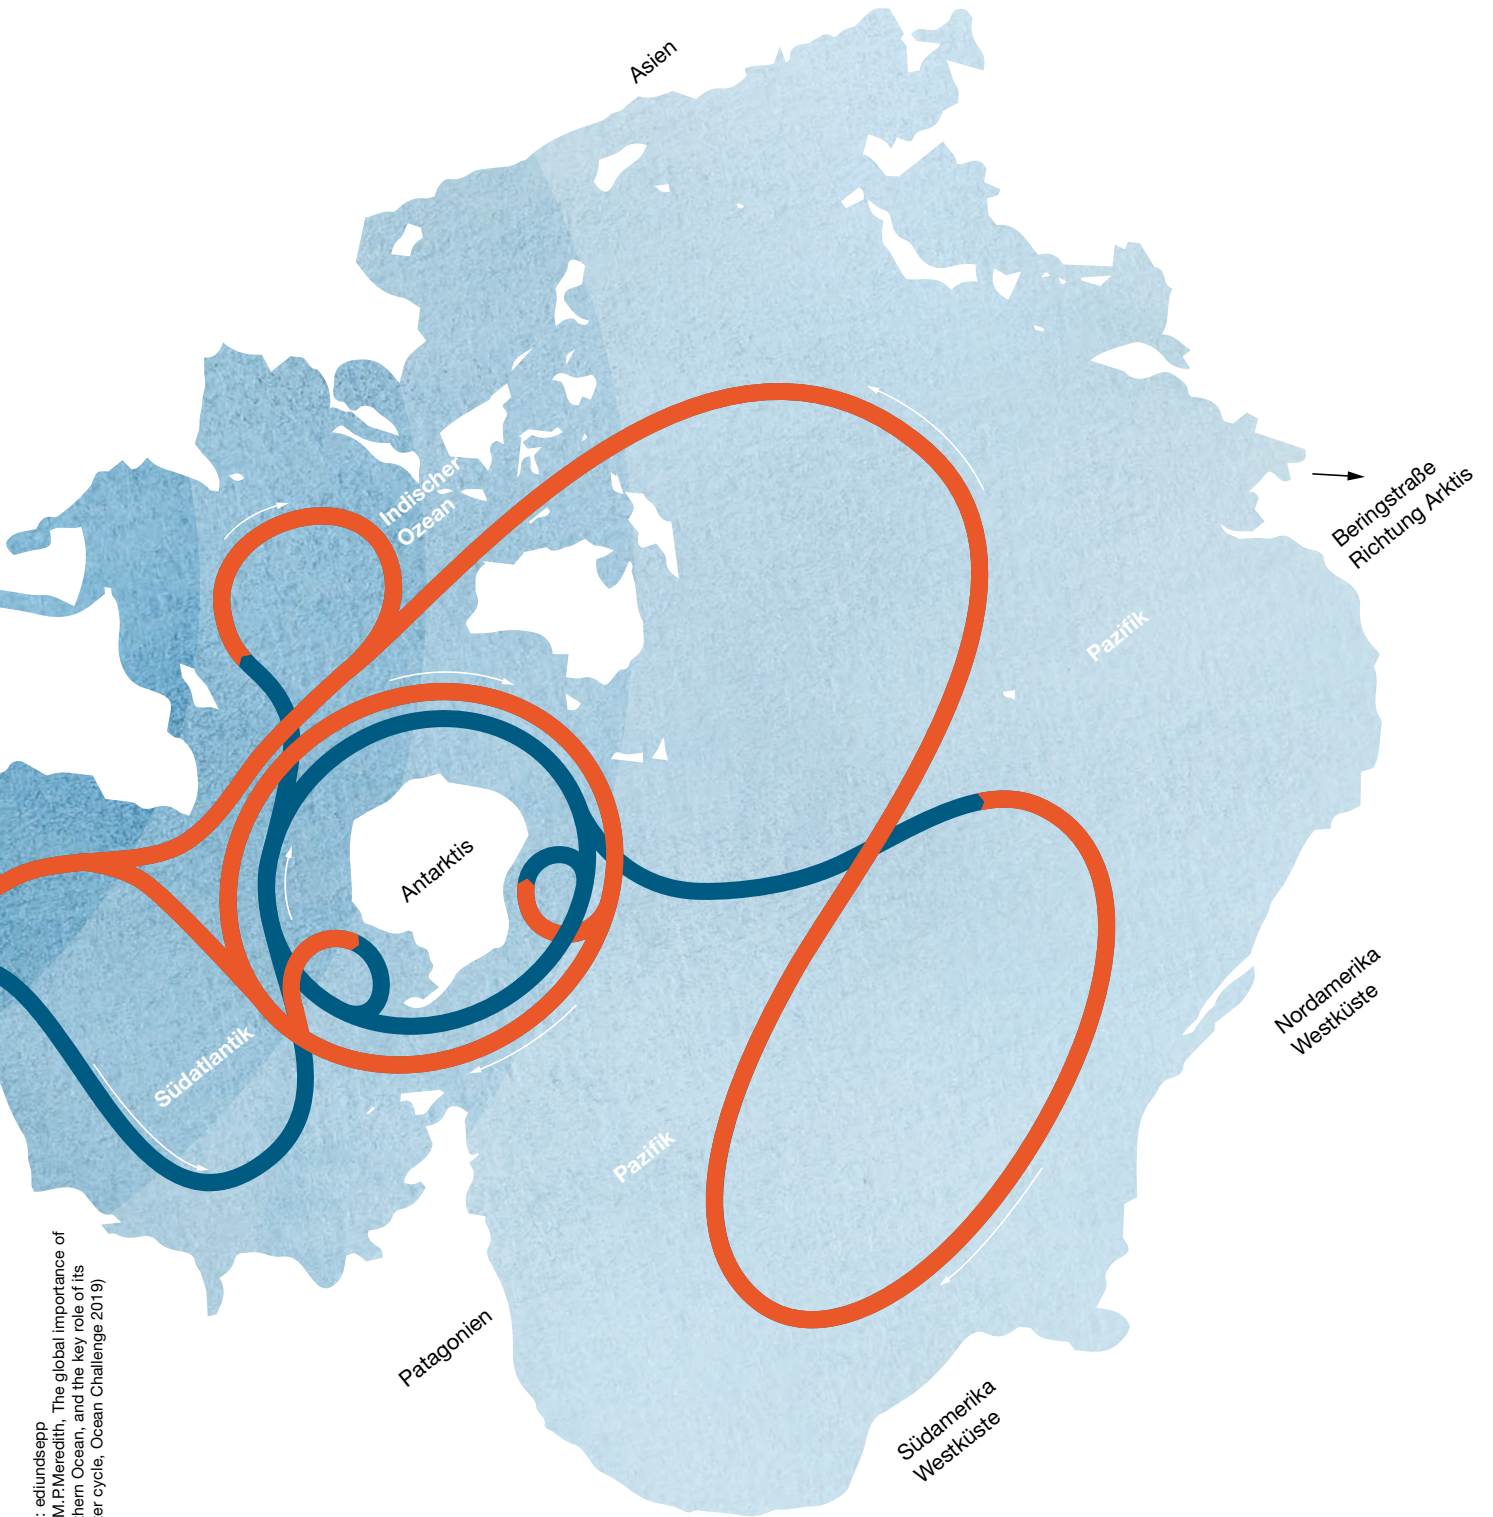 Asien
Indischer
Ozean
Beringstraße
Richtung Arktis
Pazifik
Antarktis
Südatlantik
Nordamerika
Westküste
Pazifik
Patagonien
Südamerika
Westküste
: ediundsepp
M.P.Meredith, The global importance of
hern Ocean, and the key role of its
er cycle, Ocean Challenge 2019)